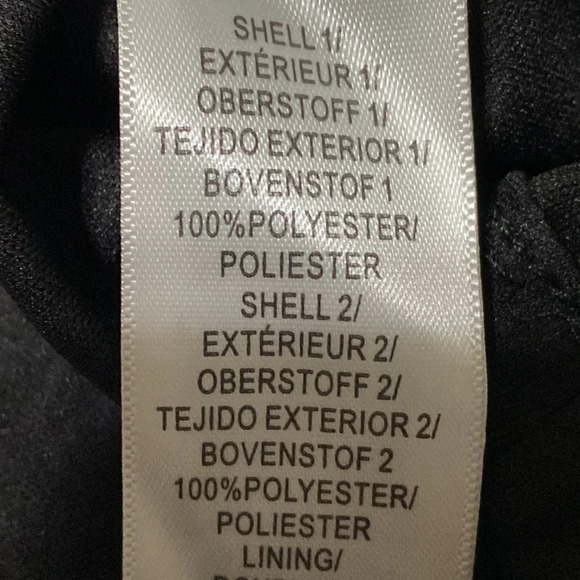 SHELL 1/
EXTÉRIEUR 1/
OBERSTOFF 1/
TEJIDO EXTERIOR 1/
BOVENSTOF 1
100%POLYESTER/
POLIESTER
SHELL 2/
EXTÉRIEUR 2/
OBERSTOFF 2/
TEJIDO EXTERIOR 2/
BOVENSTOF 2
100%POLYESTER/
POLIESTER
LINING/